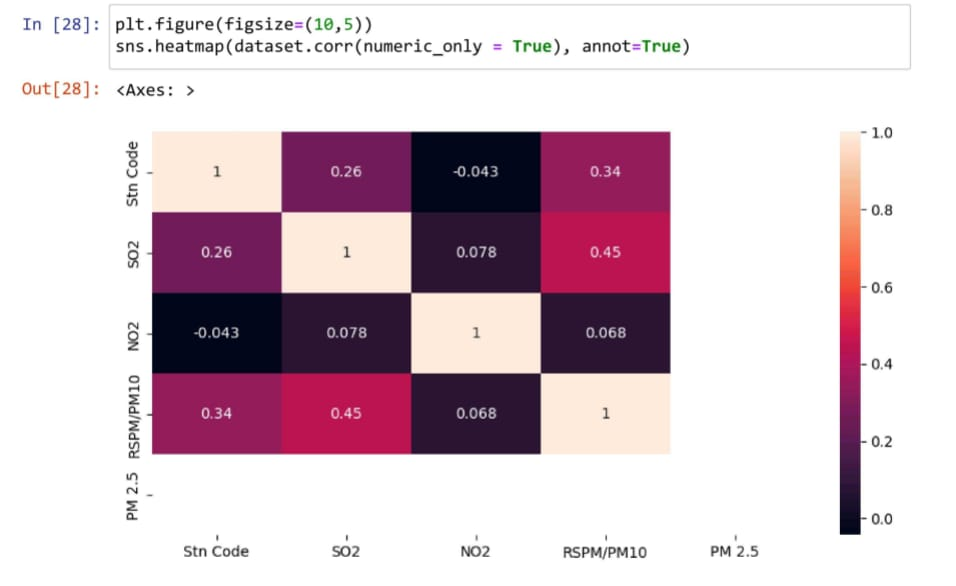 In [28]: plt.figure(figsize=(10,5))
sns.heatmap(dataset.corr(numeric_only = True), annot=True)
Out[28]: <Axes: >
1.0
Stn Code 1 0.26 -0.043 0.34
0.8
SO2 0.26 1 0.078 0.45
0.6
NO2 -0.043 0.078 1 0.068
0.4
RSPM/PM10 0.34 0.45 0.068 1
0.2
PM 2.5
0.0
Stn Code SO2 NO2 RSPM/PM10 PM 2.5